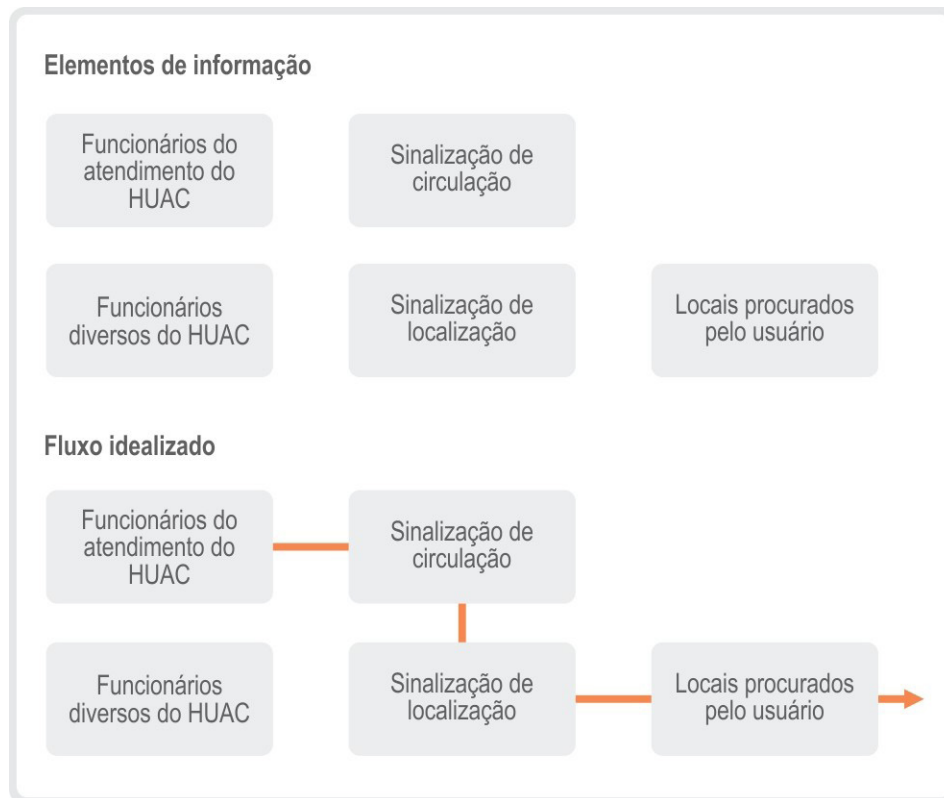 Elementos de informação
Funcionários do
atendimento do
HUAC
Sinalização de
circulação
Funcionários
diversos do HUAC
Sinalização de
localização
Locais procurados
pelo usuário
Fluxo idealizado
Funcionários do
atendimento do
HUAC
Sinalização de
circulação
Funcionários
diversos do HUAC
Sinalização de
localização
Locais procurados
pelo usuário